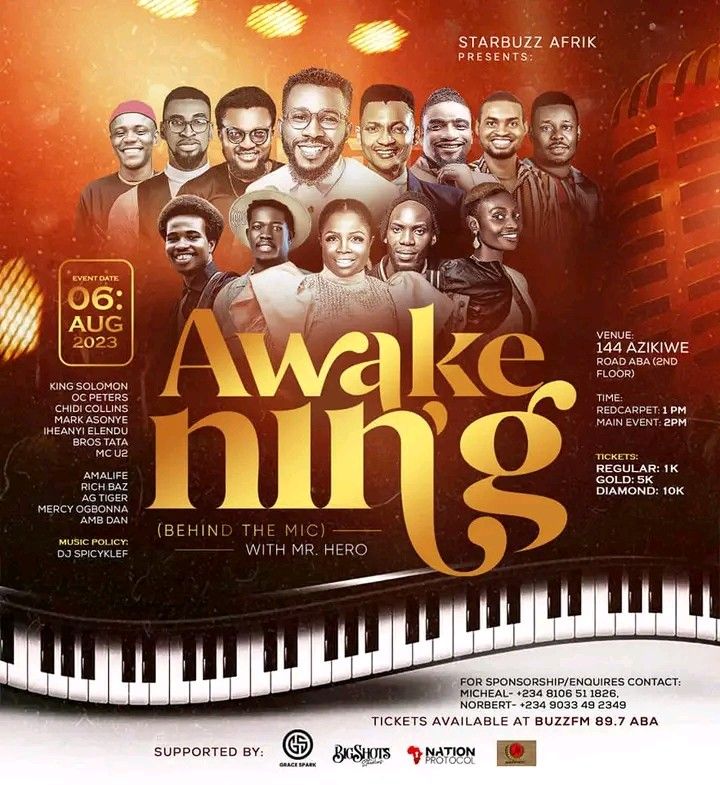 STARBUZZ AFRIK
PRESENTS:
EVENT DATE
06:
AUG
2023
KING SOLOMON
OC PETERS
CHIDI COLLINS
MARK ASONYE
IHEANYI ELENDU
BROS TATA
MC U2
AMALIFE
RICH BAZ
AG TIGER
MERCY OGBONNA
AMB DAN
MUSIC POLICY:
DJ SPICYKLEF
Awake
nin'g
(BEHIND THE MIC)
WITH MR. HERO
VENUE:
144 AZIKIWE
ROAD ABA (2ND
FLOOR)
TIME:
REDCARPET: 1 PM
MAIN EVENT: 2PM
TICKETS:
REGULAR: 1K
GOLD: 5K
DIAMOND: 10K
FOR SPONSORSHIP/ENQUIRES CONTACT:
MICHEAL- +234 8106 51 1826,
NORBERT- +234 9033 49 2349
TICKETS AVAILABLE AT BUZZFM 89.7 ABA
SUPPORTED BY:
GRACE SPARK
BIGSHOTS
NATION
PROTOCOL